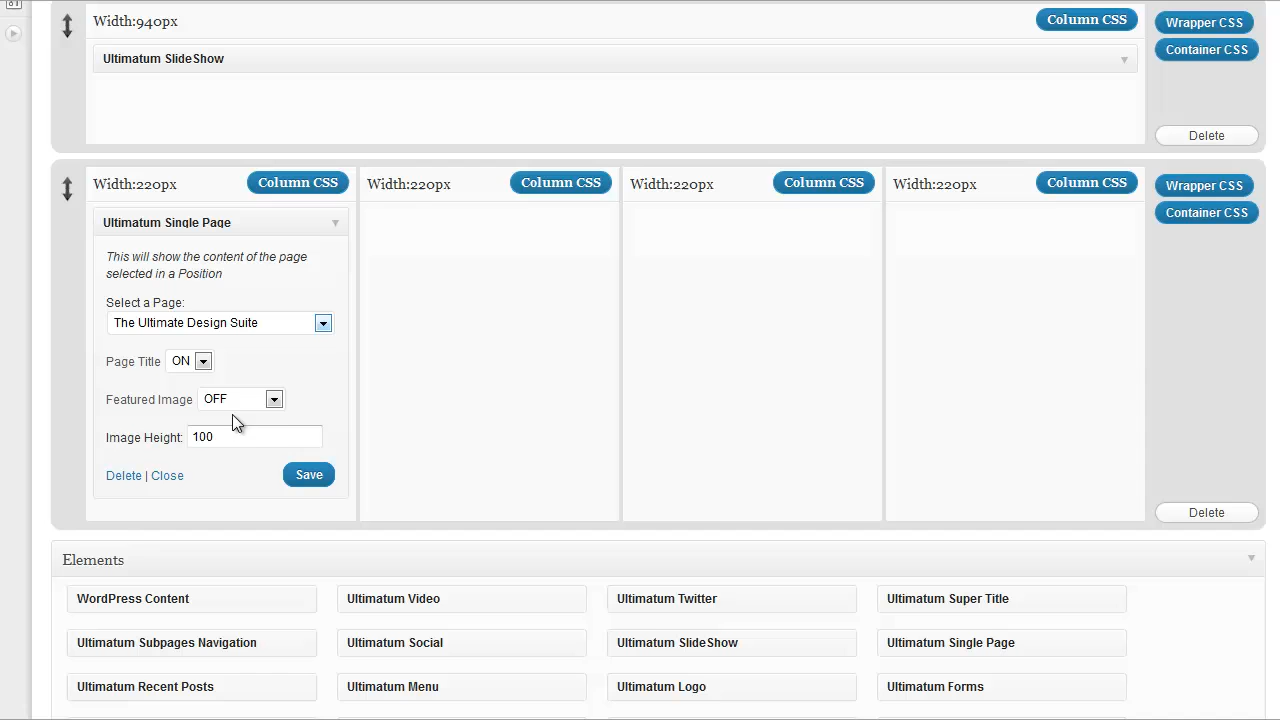 Width:940px Column CSS Wrapper CSS
Container CSS
Ultimatum SlideShow
Delete
Width:220px Column CSS Width:220px Column CSS Width:220px Column CSS Width:220px Column CSS Wrapper CSS
Container CSS
Ultimatum Single Page
This will show the content of the page
selected in a Position
Select a Page:
The Ultimate Design Suite
Page Title ON
Featured Image OFF
Image Height: 100
Delete | Close Save
Delete
Elements
WordPress Content Ultimatum Video Ultimatum Twitter Ultimatum Super Title
Ultimatum Subpages Navigation Ultimatum Social Ultimatum SlideShow Ultimatum Single Page
Ultimatum Recent Posts Ultimatum Menu Ultimatum Logo Ultimatum Forms